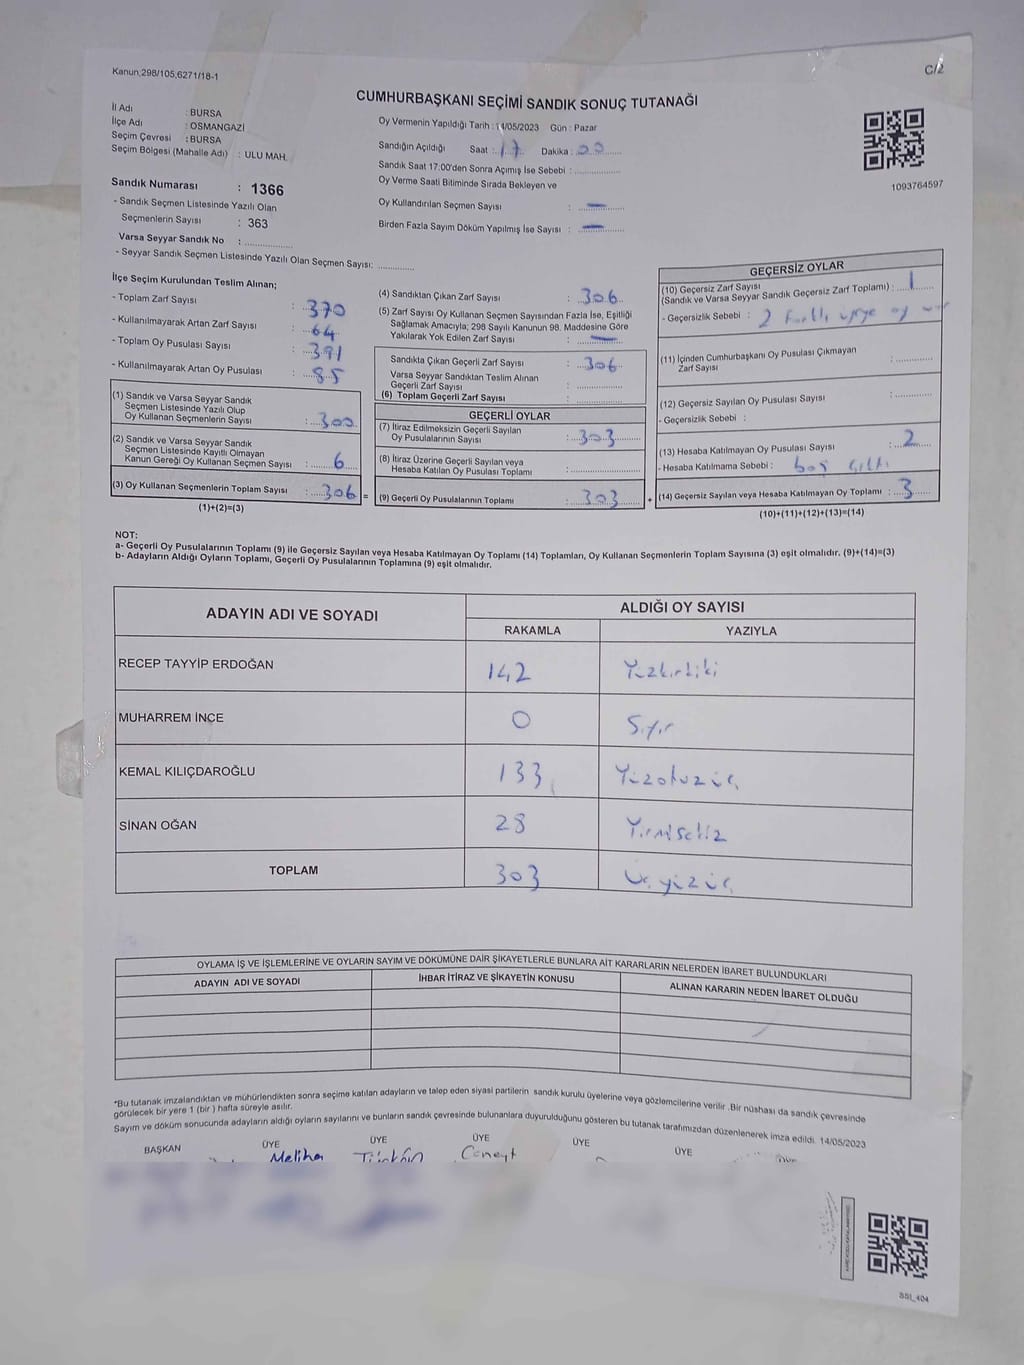 Kanun,298/105,6271/18-1
C/2
CUMHURBAŞKANI SEÇİMİ SANDIK SONUÇ TUTANAĞI
İl Adı : BURSA
İlçe Adı : OSMANGAZİ
Seçim Çevresi : BURSA
Seçim Bölgesi (Mahalle Adı) : ULU MAH.
Sandık Numarası : 1366
- Sandık Seçmen Listesinde Yazılı Olan
Seçmenlerin Sayısı : 363
Varsa Seyyar Sandık No :
- Seyyar Sandık Seçmen Listesinde Yazılı Olan Seçmen Sayısı:
Oy Vermenin Yapıldığı Tarih : 14/05/2023 Gün : Pazar
Sandığın Açıldığı Saat : 17 Dakika : 00
Sandık Saat 17:00'den Sonra Açımış İse Sebebi :
Oy Verme Saati Bitiminde Sırada Bekleyen ve
Oy Kullandırılan Seçmen Sayısı : —
Birden Fazla Sayım Döküm Yapılmış İse Sayısı : —
1093764597
İlçe Seçim Kurulundan Teslim Alınan;
- Toplam Zarf Sayısı : 370
- Kullanılmayarak Artan Zarf Sayısı : 64
- Toplam Oy Pusulası Sayısı : 391
- Kullanılmayarak Artan Oy Pusulası : 85
(1) Sandık ve Varsa Seyyar Sandık
Seçmen Listesinde Yazılı Olup
Oy Kullanan Seçmenlerin Sayısı : 300
(2) Sandık ve Varsa Seyyar Sandık
Seçmen Listesinde Kayıtlı Olmayan
Kanun Gereği Oy Kullanan Seçmen Sayısı : 6
(3) Oy Kullanan Seçmenlerin Toplam Sayısı : 306 =
(1)+(2)=(3)
(4) Sandıktan Çıkan Zarf Sayısı : 306
(5) Zarf Sayısı Oy Kullanan Seçmen Sayısından Fazla İse, Eşitliği
Sağlamak Amacıyla; 298 Sayılı Kanunun 98. Maddesine Göre
Yakılarak Yok Edilen Zarf Sayısı : —
Sandıkta Çıkan Geçerli Zarf Sayısı : 306
Varsa Seyyar Sandıktan Teslim Alınan
Geçerli Zarf Sayısı :
(6) Toplam Geçerli Zarf Sayısı :
GEÇERLİ OYLAR
(7) İtiraz Edilmeksizin Geçerli Sayılan
Oy Pusulalarının Sayısı : 303
(8) İtiraz Üzerine Geçerli Sayılan veya
Hesaba Katılan Oy Pusulası Toplamı :
(9) Geçerli Oy Pusulalarının Toplamı : 303 +
GEÇERSİZ OYLAR
(10) Geçersiz Zarf Sayısı
(Sandık ve Varsa Seyyar Sandık Geçersiz Zarf Toplamı) : 1
- Geçersizlik Sebebi : 2 oy
(11) İçinden Cumhurbaşkanı Oy Pusulası Çıkmayan
Zarf Sayısı :
(12) Geçersiz Sayılan Oy Pusulası Sayısı :
- Geçersizlik Sebebi :
(13) Hesaba Katılmayan Oy Pusulası Sayısı : 2
- Hesaba Katılmama Sebebi : boş çıktı
(14) Geçersiz Sayılan veya Hesaba Katılmayan Oy Toplamı : 3
(10)+(11)+(12)+(13)=(14)
NOT:
a- Geçerli Oy Pusulalarının Toplamı (9) ile Geçersiz Sayılan veya Hesaba Katılmayan Oy Toplamı (14) Toplamları, Oy Kullanan Seçmenlerin Toplam Sayısına (3) eşit olmalıdır. (9)+(14)=(3)
b- Adayların Aldığı Oyların Toplamı, Geçerli Oy Pusulalarının Toplamına (9) eşit olmalıdır.
ADAYIN ADI VE SOYADI
ALDIĞI OY SAYISI
RAKAMLA YAZIYLA
RECEP TAYYİP ERDOĞAN 142 Yüzkırkiki
MUHARREM İNCE 0 Sıfır
KEMAL KILIÇDAROĞLU 133 Yüzotuzüç
SİNAN OĞAN 28 Yirmisekiz
TOPLAM 303 Üçyüzüç
OYLAMA İŞ VE İŞLEMLERİNE VE OYLARIN SAYIM VE DÖKÜMÜNE DAİR ŞİKAYETLERLE BUNLARA AİT KARARLARIN NELERDEN İBARET BULUNDUKLARI
ADAYIN ADI VE SOYADI İHBAR İTİRAZ VE ŞİKAYETİN KONUSU ALINAN KARARIN NEDEN İBARET OLDUĞU
*Bu tutanak imzalandıktan ve mühürlendikten sonra seçime katılan adayların ve talep eden siyasi partilerin sandık kurulu üyelerine veya gözlemcilerine verilir .Bir nüshası da sandık çevresinde
görülecek bir yere 1 (bir ) hafta süreyle asılır.
Sayım ve döküm sonucunda adayların aldığı oyların sayılarını ve bunların sandık çevresinde bulunanlara duyurulduğunu gösteren bu tutanak tarafımızdan düzenlenerek imza edildi. 14/05/2023
BAŞKAN ÜYE ÜYE ÜYE ÜYE ÜYE
Meliha Türkân Cüneyt
SSI_404